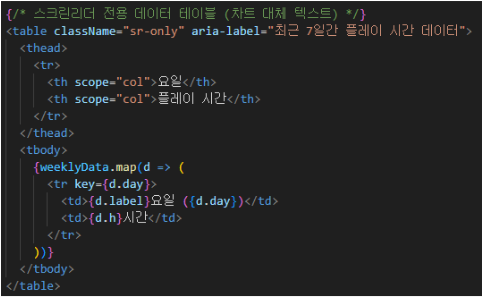 {/* 스크린리더 전용 데이터 테이블 (차트 대체 텍스트) */}
<table className="sr-only" aria-label="최근 7일간 플레이 시간 데이터">
  <thead>
    <tr>
      <th scope="col">요일</th>
      <th scope="col">플레이 시간</th>
    </tr>
  </thead>
  <tbody>
    {weeklyData.map(d => (
      <tr key={d.day}>
        <td>{d.label}요일 ({d.day})</td>
        <td>{d.h}시간</td>
      </tr>
    ))}
  </tbody>
</table>